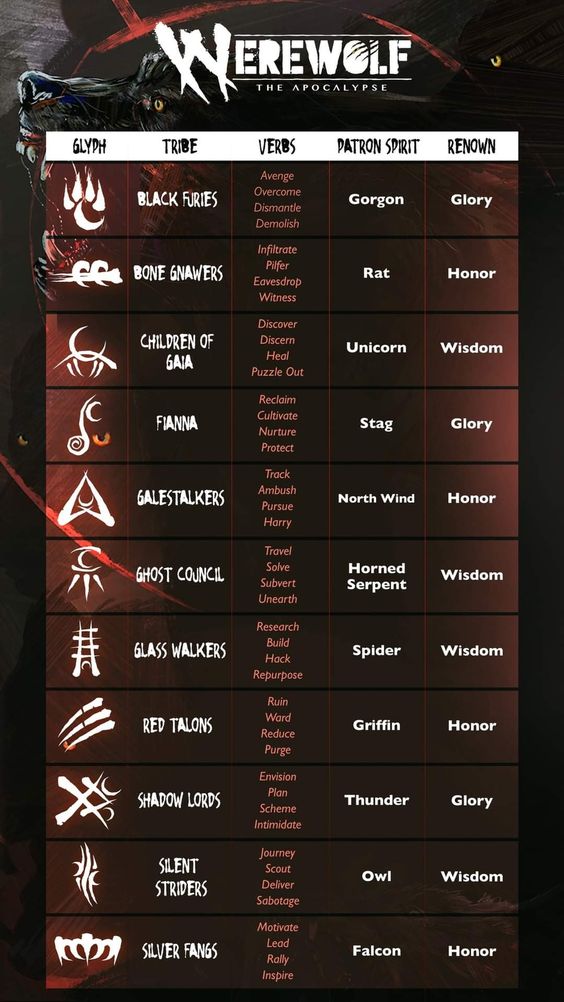 WEREWOLF
THE APOCALYPSE
GLYPH TRIBE VERBS PATRON SPIRIT RENOWN
BLACK FURIES
Avenge
Overcome
Dismantle
Demolish
Gorgon
Glory
BONE GNAWERS
Infiltrate
Pilfer
Eavesdrop
Witness
Rat
Honor
CHILDREN OF
GAIA
Discover
Discern
Heal
Puzzle Out
Unicorn
Wisdom
FIANNA
Reclaim
Cultivate
Nurture
Protect
Stag
Glory
GALESTALKERS
Track
Ambush
Pursue
Harry
North Wind
Honor
GHOST COUNCIL
Travel
Solve
Subvert
Unearth
Horned
Serpent
Wisdom
GLASS WALKERS
Research
Build
Hack
Repurpose
Spider
Wisdom
RED TALONS
Ruin
Ward
Reduce
Purge
Griffin
Honor
SHADOW LORDS
Envision
Plan
Scheme
Intimidate
Thunder
Glory
SILENT
STRIDERS
Journey
Scout
Deliver
Sabotage
Owl
Wisdom
SILVER FANGS
Motivate
Lead
Rally
Inspire
Falcon
Honor